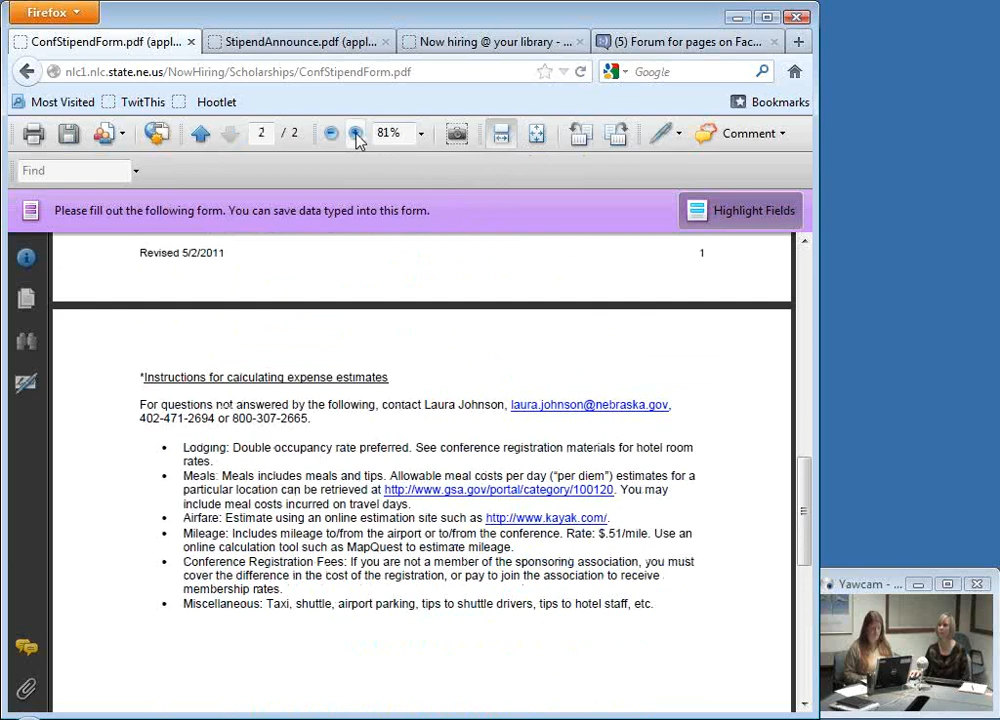 Firefox
ConfStipendForm.pdf (appl...
StipendAnnounce.pdf (appl...
Now hiring @ your library - ...
(5) Forum for pages on Fac...
nlc1.nlc.state.ne.us/NowHiring/Scholarships/ConfStipendForm.pdf
Google
Most Visited
TwitThis
Hootlet
Bookmarks
2 / 2
81%
Comment
Find
Please fill out the following form. You can save data typed into this form.
Highlight Fields
Revised 5/2/2011
1
*Instructions for calculating expense estimates
For questions not answered by the following, contact Laura Johnson, laura.johnson@nebraska.gov,
402-471-2694 or 800-307-2665.
• Lodging: Double occupancy rate preferred. See conference registration materials for hotel room
rates.
• Meals: Meals includes meals and tips. Allowable meal costs per day ("per diem") estimates for a
particular location can be retrieved at http://www.gsa.gov/portal/category/100120. You may
include meal costs incurred on travel days.
• Airfare: Estimate using an online estimation site such as http://www.kayak.com/.
• Mileage: Includes mileage to/from the airport or to/from the conference. Rate: $.51/mile. Use an
online calculation tool such as MapQuest to estimate mileage.
• Conference Registration Fees: If you are not a member of the sponsoring association, you must
cover the difference in the cost of the registration, or pay to join the association to receive
membership rates.
• Miscellaneous: Taxi, shuttle, airport parking, tips to shuttle drivers, tips to hotel staff, etc.
Yawcam - ...